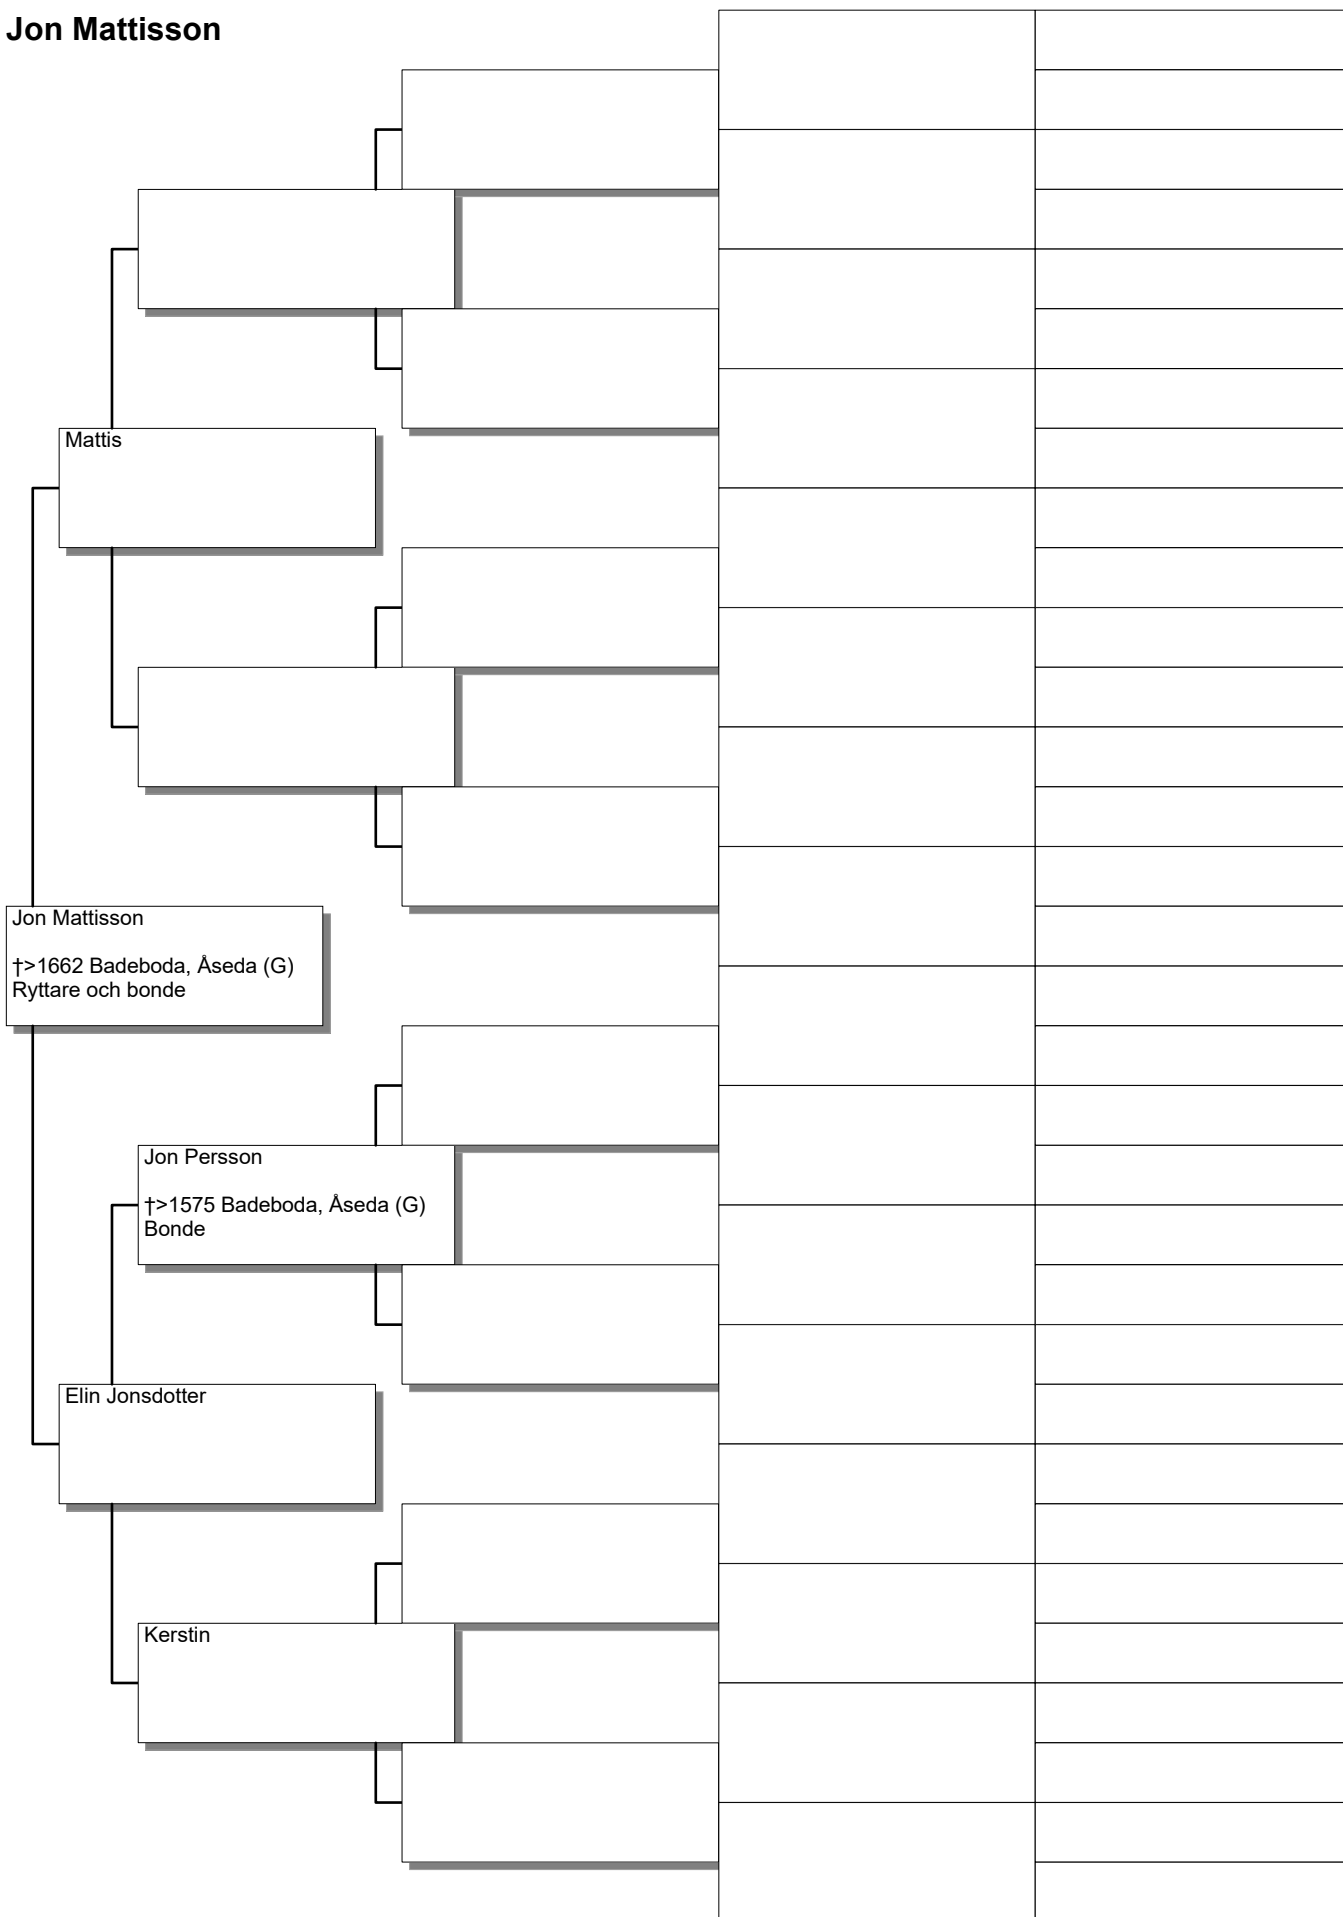 Jon Mattisson
Mattis
Jon Mattisson
†>1662 Badeboda, Åseda (G)
Ryttare och bonde
Jon Persson
†>1575 Badeboda, Åseda (G)
Bonde
Elin Jonsdotter
Kerstin